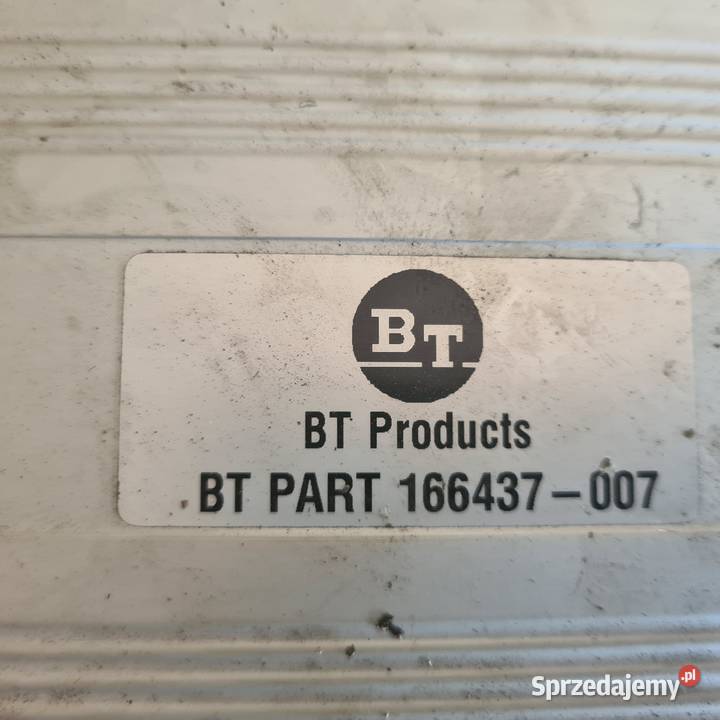 BT
BT Products
BT PART 166437-007
Sprzedajemy.pl